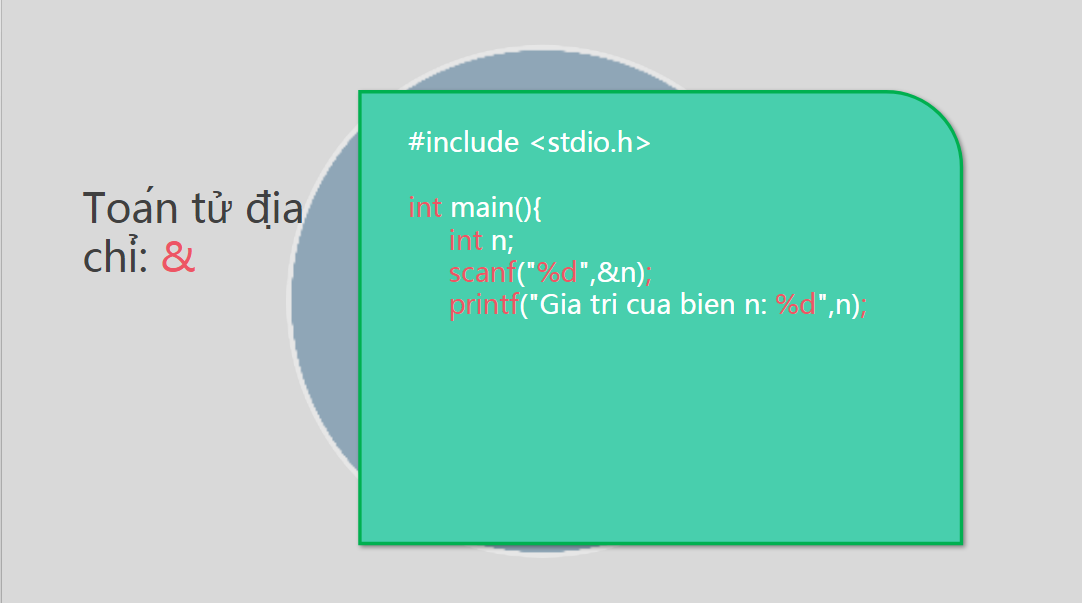 Toán tử địa
chỉ: &
#include <stdio.h>
int main(){
int n;
scanf("%d",&n);
printf("Gia tri cua bien n: %d",n);